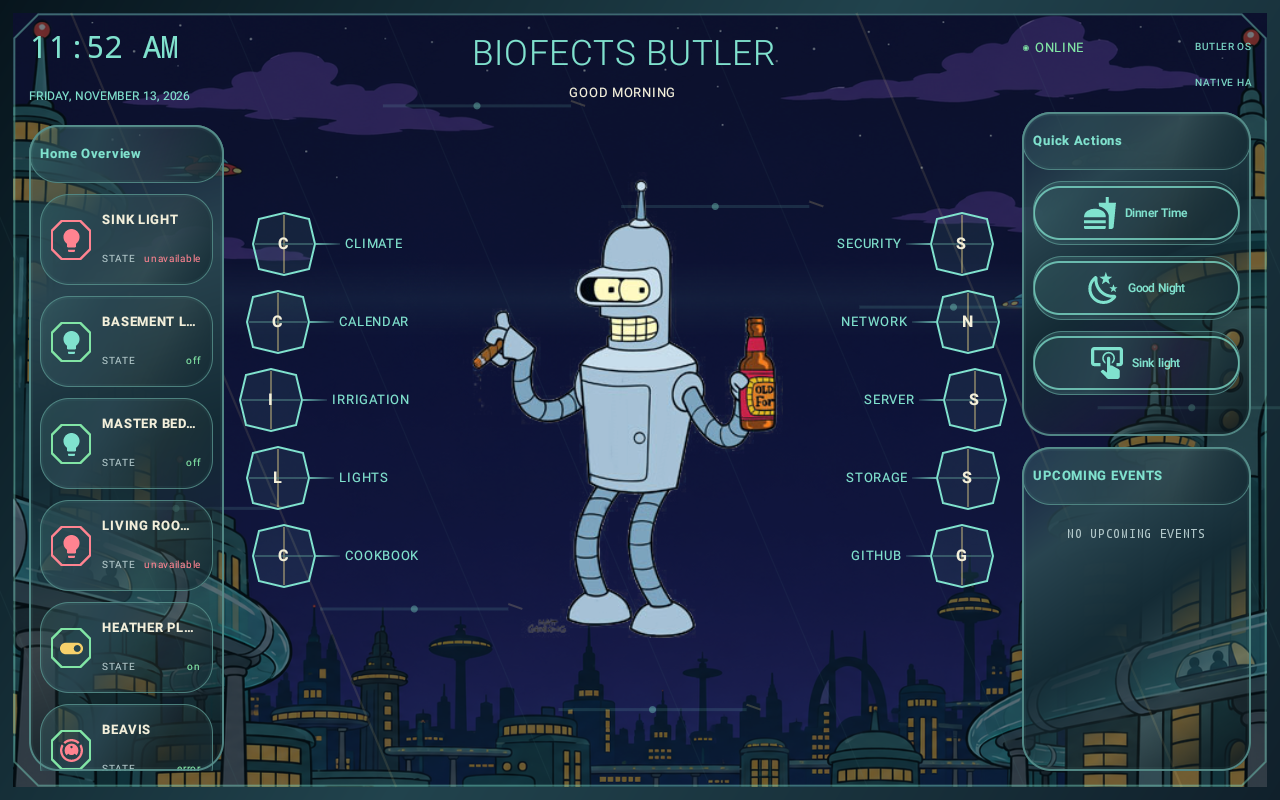 11:52 AM
FRIDAY, NOVEMBER 13, 2026
BIOFECTS BUTLER
GOOD MORNING
ONLINE
BUTLER OS
NATIVE HA
Home Overview
SINK LIGHT
STATE unavailable
BASEMENT L...
STATE off
MASTER BED...
STATE off
LIVING ROO...
STATE unavailable
HEATHER PL...
STATE on
BEAVIS
STATE error
C CLIMATE
C CALENDAR
I IRRIGATION
L LIGHTS
C COOKBOOK
OLD
For
MATT
GROENING
SECURITY S
NETWORK N
SERVER S
STORAGE S
GITHUB G
Quick Actions
Dinner Time
Good Night
Sink light
UPCOMING EVENTS
NO UPCOMING EVENTS